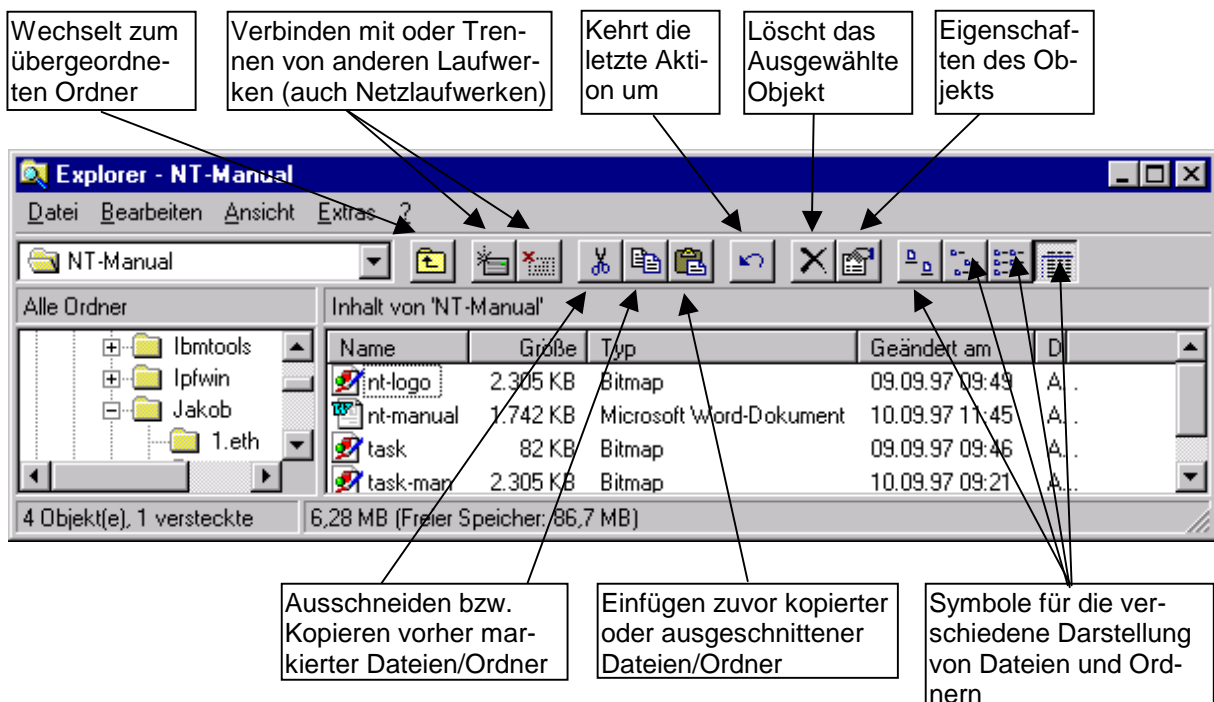 Wechselt zum
übergeordne-
ten Ordner
Verbinden mit oder Tren-
nen von anderen Laufwer-
ken (auch Netzlaufwerken)
Kehrt die
letzte Akti-
on um
Löscht das
Ausgewählte
Objekt
Eigenschaf-
ten des Ob-
jekts
Explorer - NT-Manual
Datei Bearbeiten Ansicht Extras ?
NT-Manual
Alle Ordner
Inhalt von 'NT-Manual'
Ibmtools
Ipfwin
Jakob
1.eth
Name Größe Typ Geändert am D
nt-logo 2.305 KB Bitmap 09.09.97 09:49 A...
nt-manual 1.742 KB Microsoft Word-Dokument 10.09.97 11:45 A...
task 82 KB Bitmap 09.09.97 09:46 A...
task-man 2.305 KB Bitmap 10.09.97 09:21 A...
4 Objekt(e), 1 versteckte 6,28 MB (Freier Speicher: 86,7 MB)
Ausschneiden bzw.
Kopieren vorher mar-
kierter Dateien/Ordner
Einfügen zuvor kopierter
oder ausgeschnittener
Dateien/Ordner
Symbole für die ver-
schiedene Darstellung
von Dateien und Ord-
nern